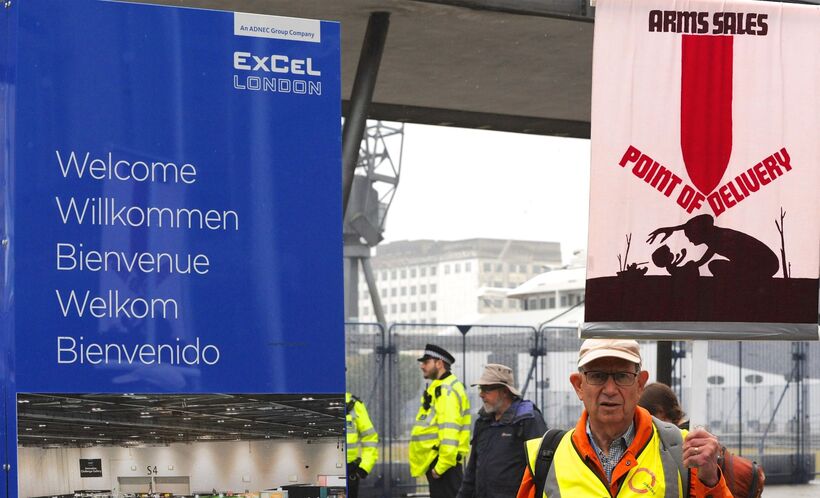 An ADNEC Group Company
EXCEL
LONDON
Welcome
Willkommen
Bienvenue
Welkom
Bienvenido
S4
ARMS SALES
POINT OF DELIVERY